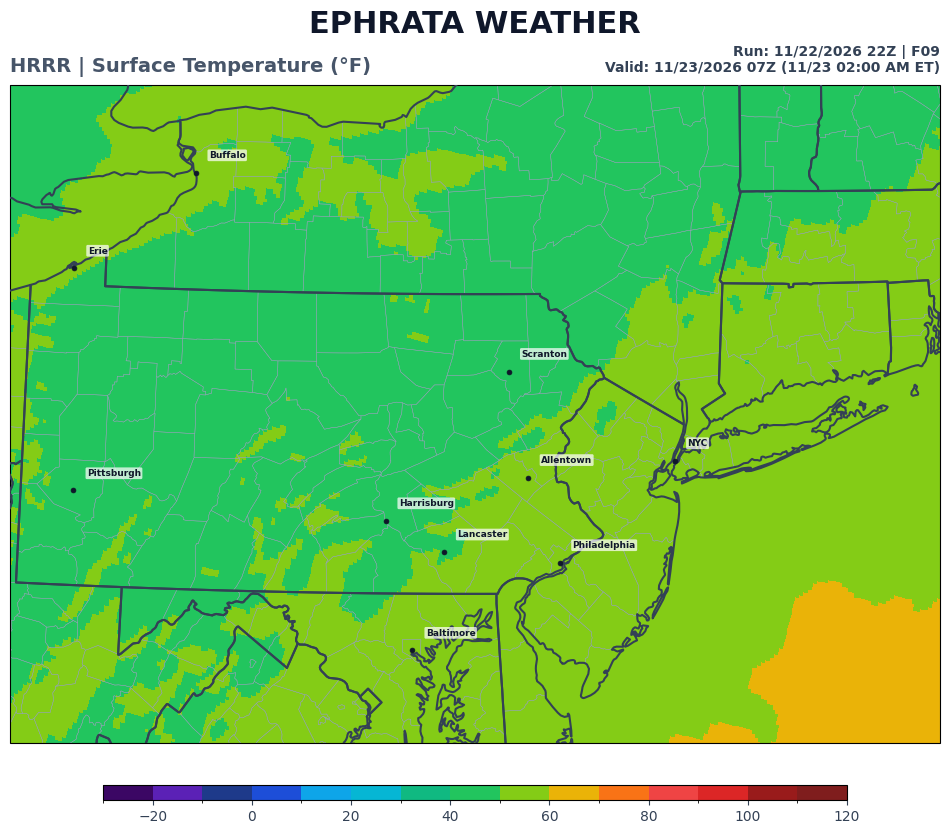 EPHRATA WEATHER
HRRR | Surface Temperature (°F)
Run: 11/22/2026 22Z | F09
Valid: 11/23/2026 07Z (11/23 02:00 AM ET)
Buffalo
Erie
Scranton
NYC
Allentown
Pittsburgh
Harrisburg
Lancaster
Philadelphia
Baltimore
−20 0 20 40 60 80 100 120